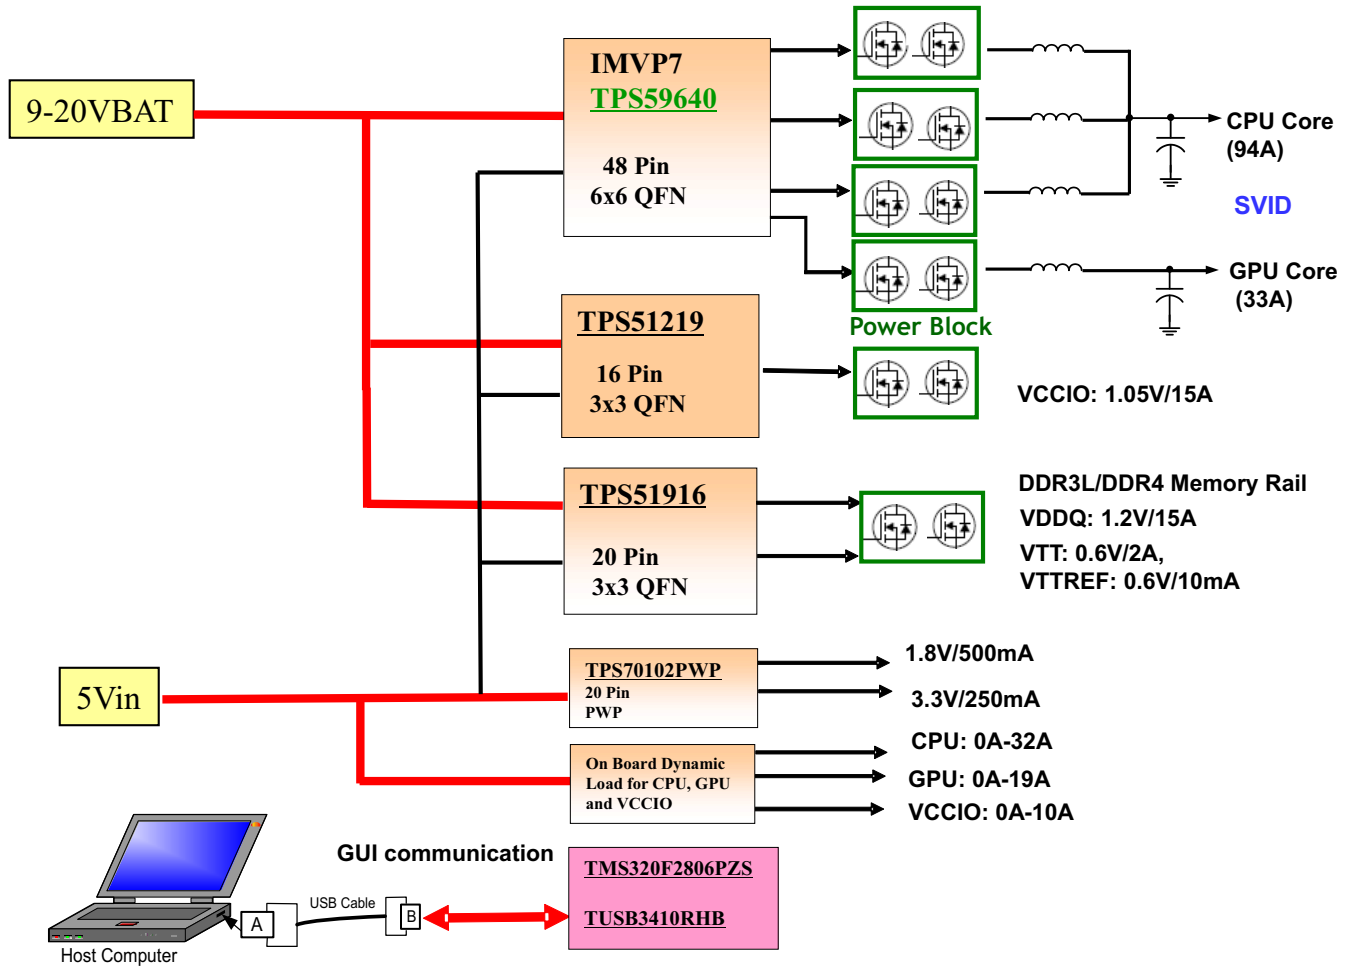 9-20VBAT
IMVP7
TPS59640
48 Pin
6x6 QFN
CPU Core
(94A)
SVID
GPU Core
(33A)
Power Block
TPS51219
16 Pin
3x3 QFN
VCCIO: 1.05V/15A
TPS51916
20 Pin
3x3 QFN
DDR3L/DDR4 Memory Rail
VDDQ: 1.2V/15A
VTT: 0.6V/2A,
VTTREF: 0.6V/10mA
5Vin
TPS70102PWP
20 Pin
PWP
1.8V/500mA
3.3V/250mA
On Board Dynamic
Load for CPU, GPU
and VCCIO
CPU: 0A-32A
GPU: 0A-19A
VCCIO: 0A-10A
GUI communication
TMS320F2806PZS
TUSB3410RHB
USB Cable
A
B
Host Computer